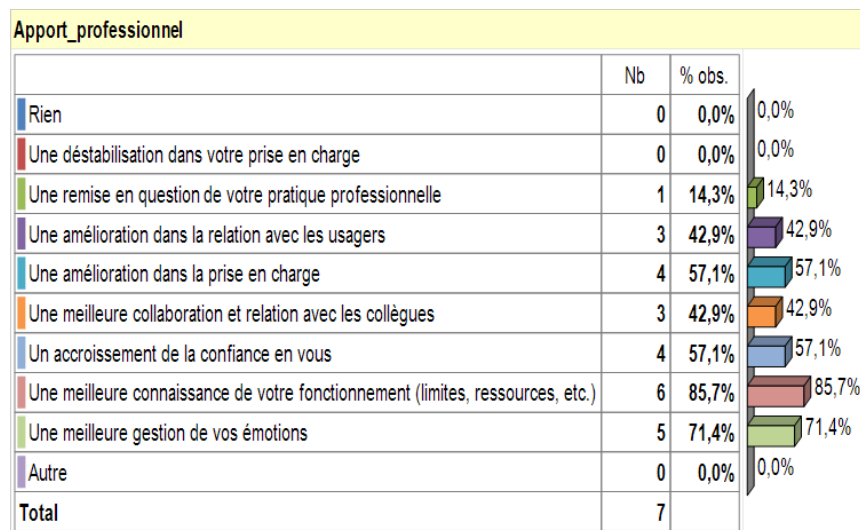 Apport_professionnel
Nb % obs.
Rien 0 0,0% 0,0%
Une déstabilisation dans votre prise en charge 0 0,0% 0,0%
Une remise en question de votre pratique professionnelle 1 14,3% 14,3%
Une amélioration dans la relation avec les usagers 3 42,9% 42,9%
Une amélioration dans la prise en charge 4 57,1% 57,1%
Une meilleure collaboration et relation avec les collègues 3 42,9% 42,9%
Un accroissement de la confiance en vous 4 57,1% 57,1%
Une meilleure connaissance de votre fonctionnement (limites, ressources, etc.) 6 85,7% 85,7%
Une meilleure gestion de vos émotions 5 71,4% 71,4%
Autre 0 0,0% 0,0%
Total 7